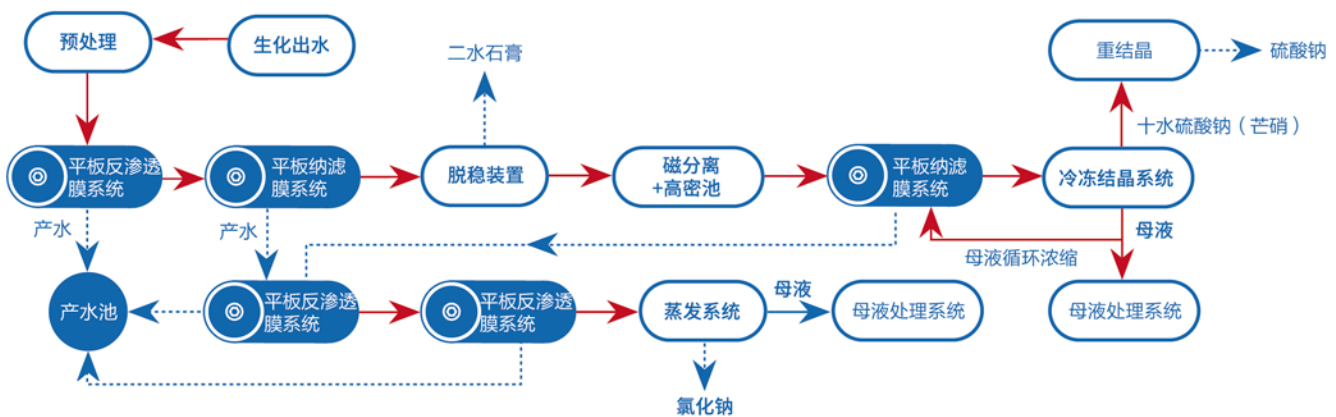 预处理
生化出水
二水石膏
重结晶
硫酸钠
十水硫酸钠（芒硝）
平板反渗透
膜系统
平板纳滤
膜系统
脱稳装置
磁分离
+高密池
平板纳滤
膜系统
冷冻结晶系统
产水
产水
母液
母液循环浓缩
产水池
平板反渗透
膜系统
平板反渗透
膜系统
蒸发系统
母液
母液处理系统
母液处理系统
氯化钠